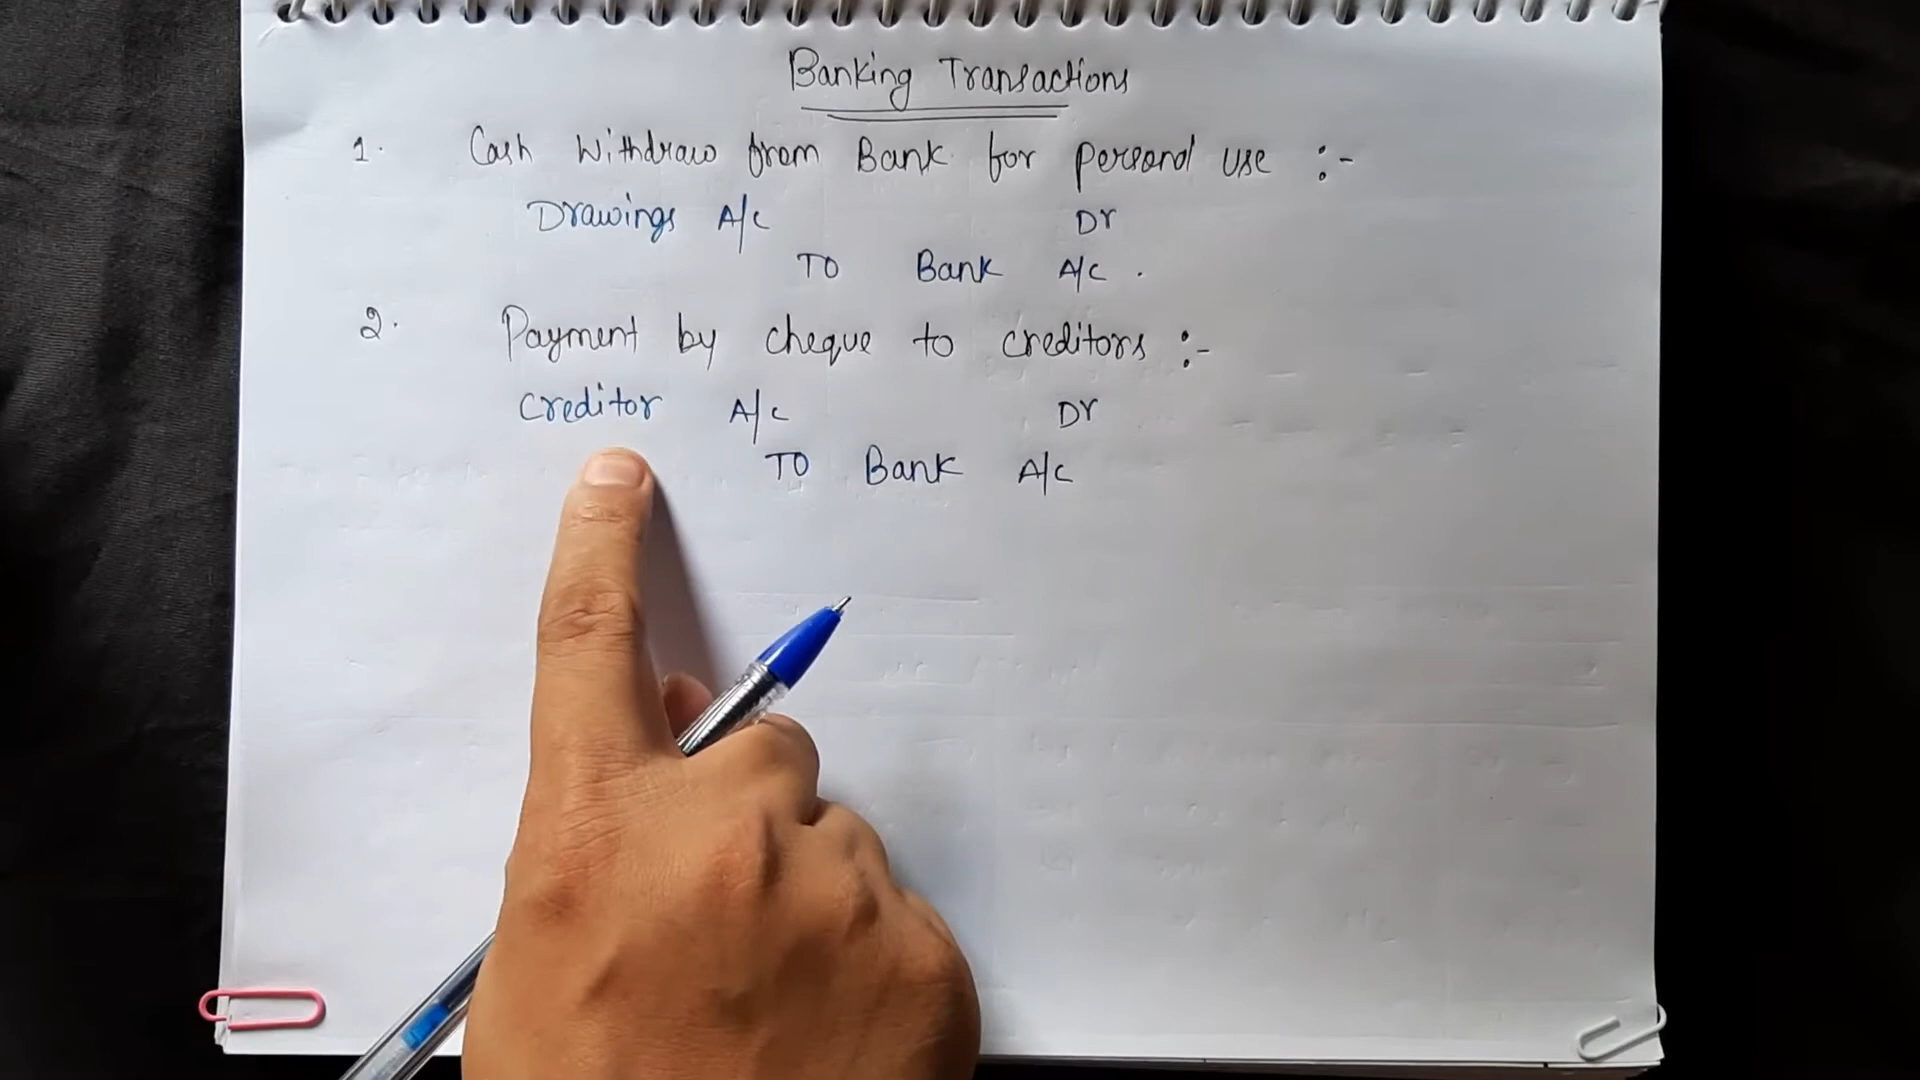 Banking Transactions
1. Cash Withdraw from Bank for personal use :-
Drawings A/c Dr
TO Bank A/c .
2. Payment by cheque to creditors :-
Creditor A/c Dr
TO Bank A/c